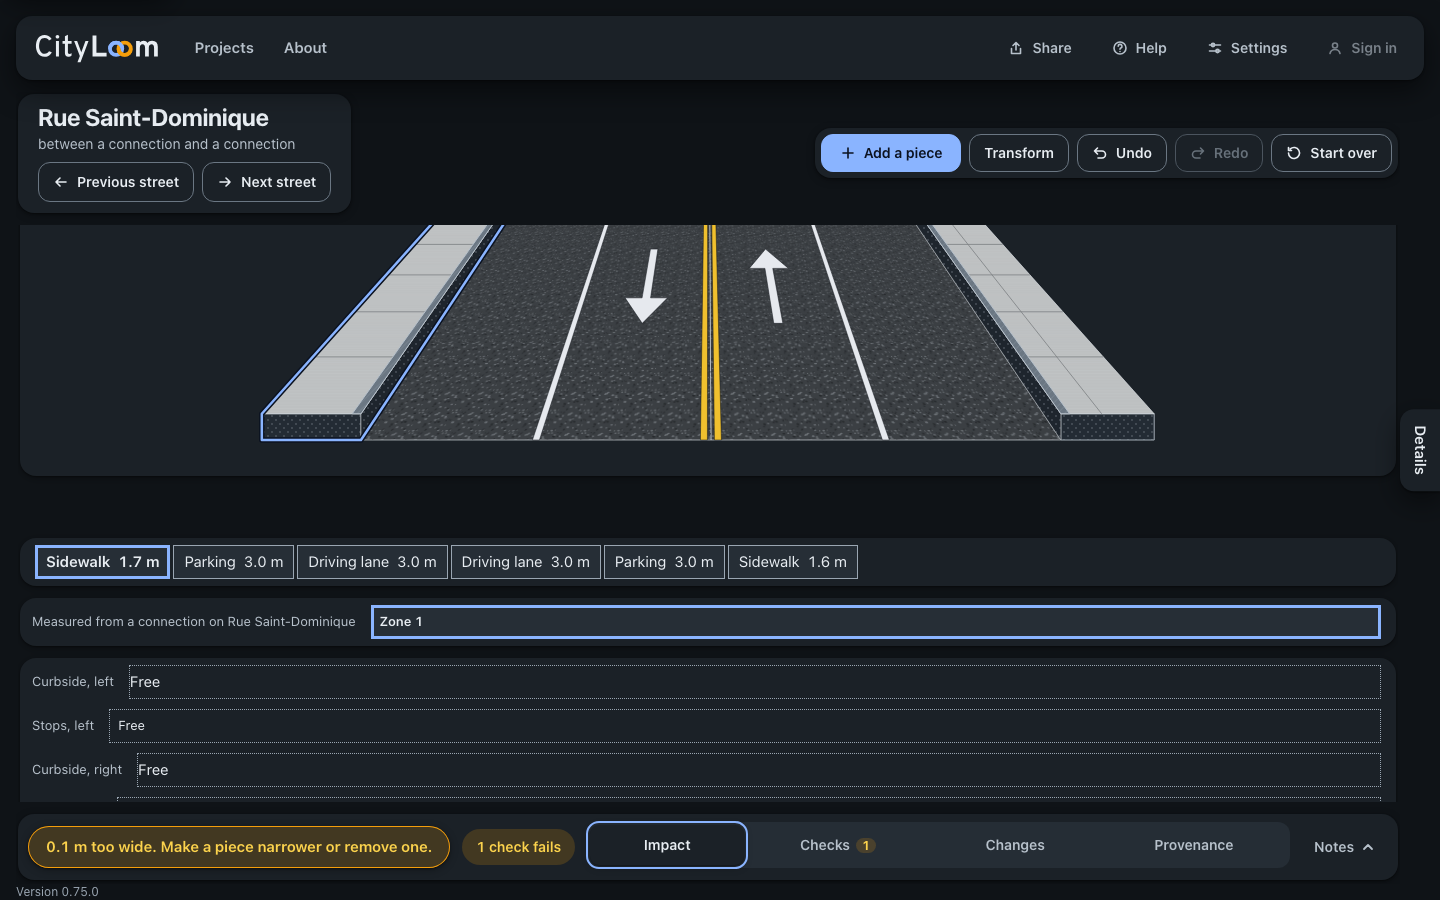 CityLoom
Projects
About
Share
Help
Settings
Sign in
Rue Saint-Dominique
between a connection and a connection
Previous street
Next street
Add a piece
Transform
Undo
Redo
Start over
Details
Sidewalk 1.7 m
Parking 3.0 m
Driving lane 3.0 m
Driving lane 3.0 m
Parking 3.0 m
Sidewalk 1.6 m
Measured from a connection on Rue Saint-Dominique
Zone 1
Curbside, left
Free
Stops, left
Free
Curbside, right
Free
0.1 m too wide. Make a piece narrower or remove one.
1 check fails
Impact
Checks 1
Changes
Provenance
Notes
Version 0.75.0